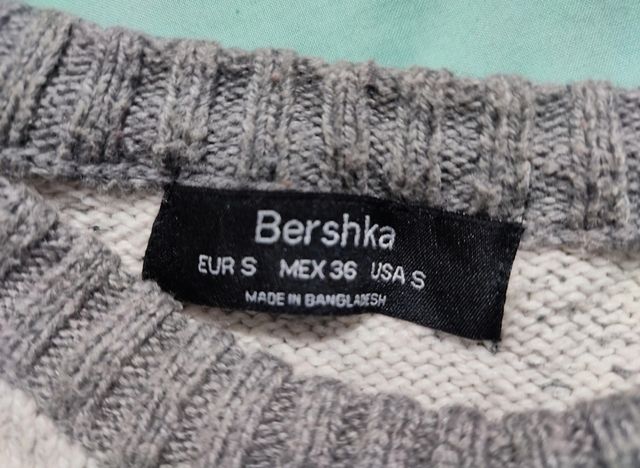 Bershka
EUR S MEX 36 USA S
MADE IN BANGLADESH